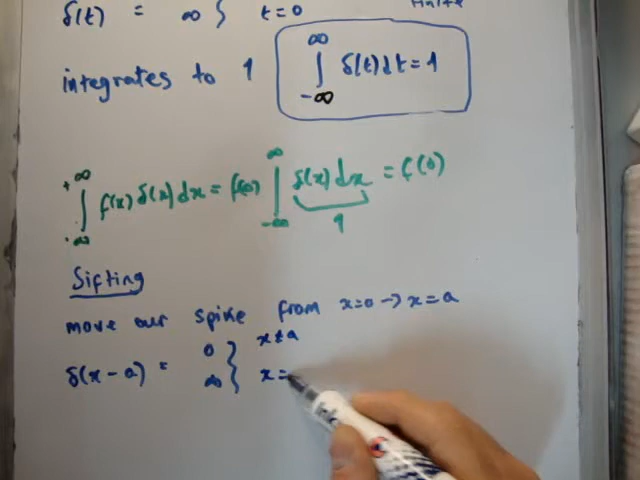 δ(t) = ∞ } t=0
integrates to 1 ∫_{-∞}^{∞} δ(t)dt = 1
∫_{-∞}^{+∞} f(x) δ(x) dx = f(0) ∫_{-∞}^{∞} δ(x) dx = f(0)
1
Sifting
move our spike from x=0 → x=a
0 } x≠a
δ(x-a) = ∞ } x=